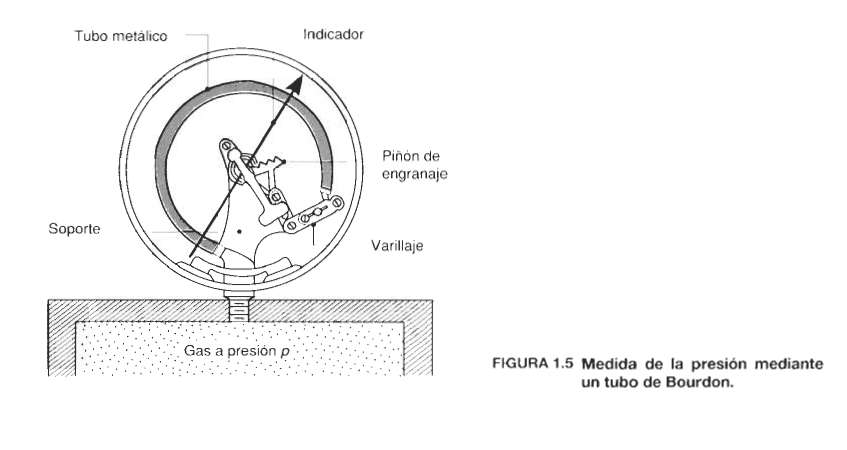 Tubo metálico
Indicador
Piñón de
engranaje
Soporte
Varillaje
Gas a presión p
FIGURA 1.5 Medida de la presión mediante
un tubo de Bourdon.